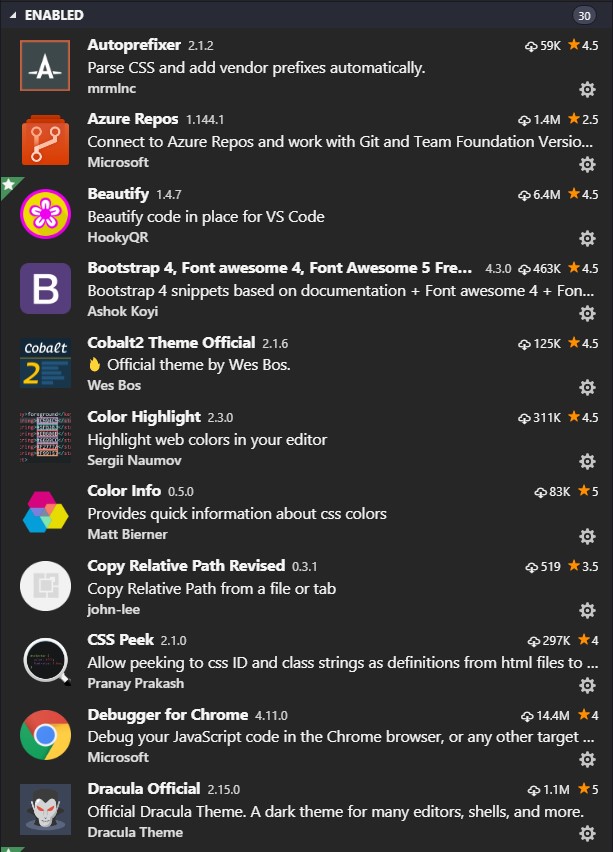 ENABLED 30
Autoprefixer 2.1.2 59K 4.5
Parse CSS and add vendor prefixes automatically.
mrmlnc
Azure Repos 1.144.1 1.4M 2.5
Connect to Azure Repos and work with Git and Team Foundation Versio...
Microsoft
Beautify 1.4.7 6.4M 4.5
Beautify code in place for VS Code
HookyQR
B
Bootstrap 4, Font awesome 4, Font Awesome 5 Fre... 4.3.0 463K 4.5
Bootstrap 4 snippets based on documentation + Font awesome 4 + Fon...
Ashok Koyi
Cobalt
2
Cobalt2 Theme Official 2.1.6 125K 4.5
Official theme by Wes Bos.
Wes Bos
Color Highlight 2.3.0 311K 4.5
Highlight web colors in your editor
Sergii Naumov
Color Info 0.5.0 83K 5
Provides quick information about css colors
Matt Bierner
Copy Relative Path Revised 0.3.1 519 3.5
Copy Relative Path from a file or tab
john-lee
CSS Peek 2.1.0 297K 4
Allow peeking to css ID and class strings as definitions from html files to ...
Pranay Prakash
Debugger for Chrome 4.11.0 14.4M 4
Debug your JavaScript code in the Chrome browser, or any other target ...
Microsoft
Dracula Official 2.15.0 1.1M 5
Official Dracula Theme. A dark theme for many editors, shells, and more.
Dracula Theme